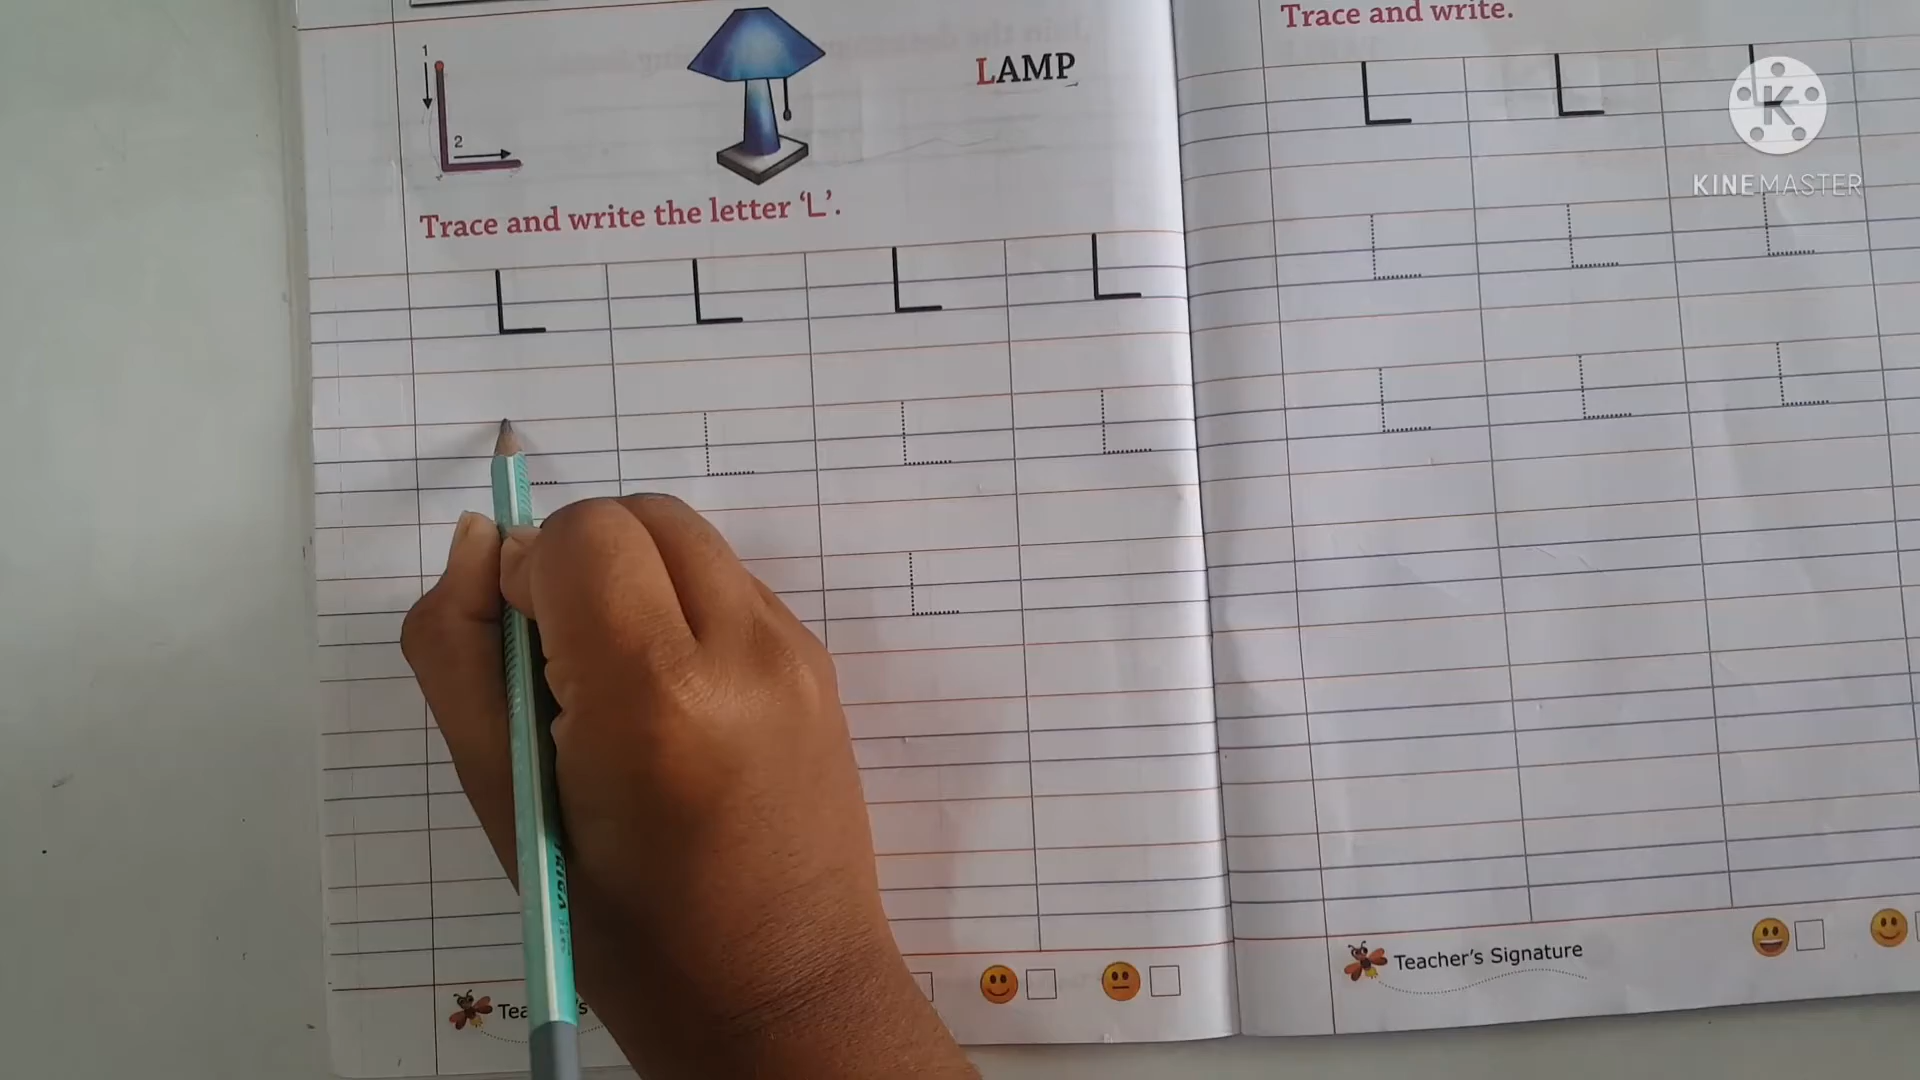 1
2
LAMP
Trace and write the letter ‘L’.
L L L L
L L L
L
Trace and write.
L L L
L L L
L L L
Teacher's Signature
KINEMASTER